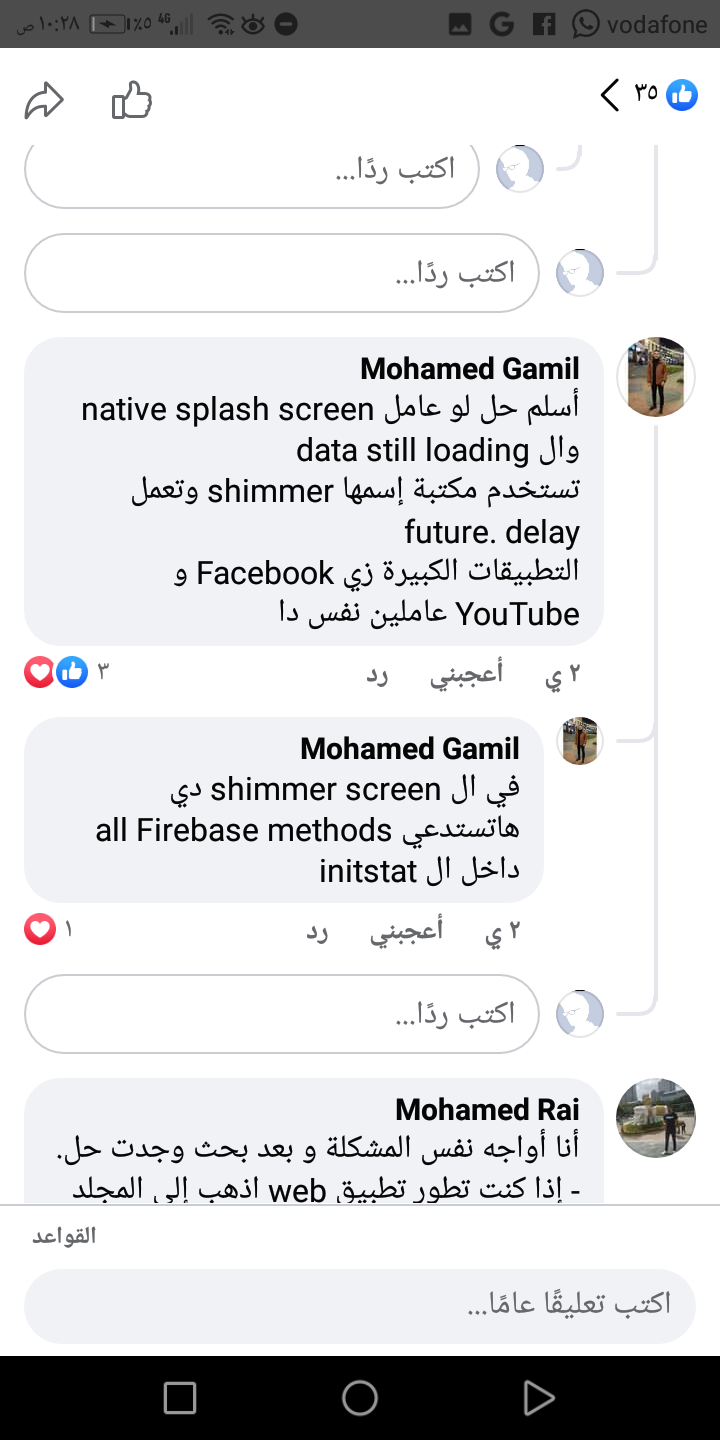 ١٠:٢٨ ص
٥٪
4G
vodafone
٣٥
اكتب ردًا...
اكتب ردًا...
Mohamed Gamil
أسلم حل لو عامل native splash screen
وال data still loading
تستخدم مكتبة إسمها shimmer وتعمل
future. delay
التطبيقات الكبيرة زي Facebook و
YouTube عاملين نفس دا
٢ ي أعجبني رد ٣
Mohamed Gamil
في ال shimmer screen دي
هاتستدعي all Firebase methods
داخل ال initstat
٢ ي أعجبني رد ١
اكتب ردًا...
Mohamed Rai
أنا أواجه نفس المشكلة و بعد بحث وجدت حل.
- إذا كنت تطور تطبيق web اذهب إلى المجلد
القواعد
اكتب تعليقًا عامًا...